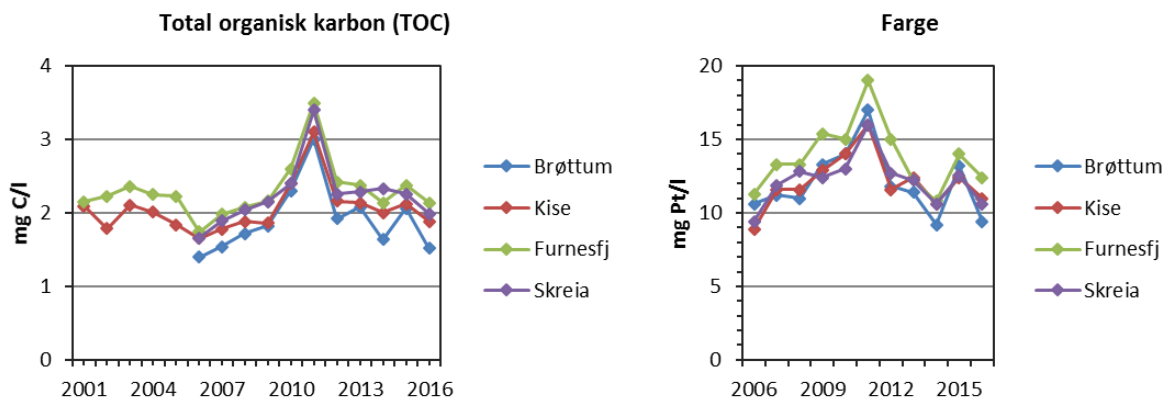 Total organisk karbon (TOC)
mg C/l
4
3
2
1
0
2001 2004 2007 2010 2013 2016
Brøttum
Kise
Furnesfj
Skreia
Farge
mg Pt/l
20
15
10
5
0
2006 2009 2012 2015
Brøttum
Kise
Furnesfj
Skreia